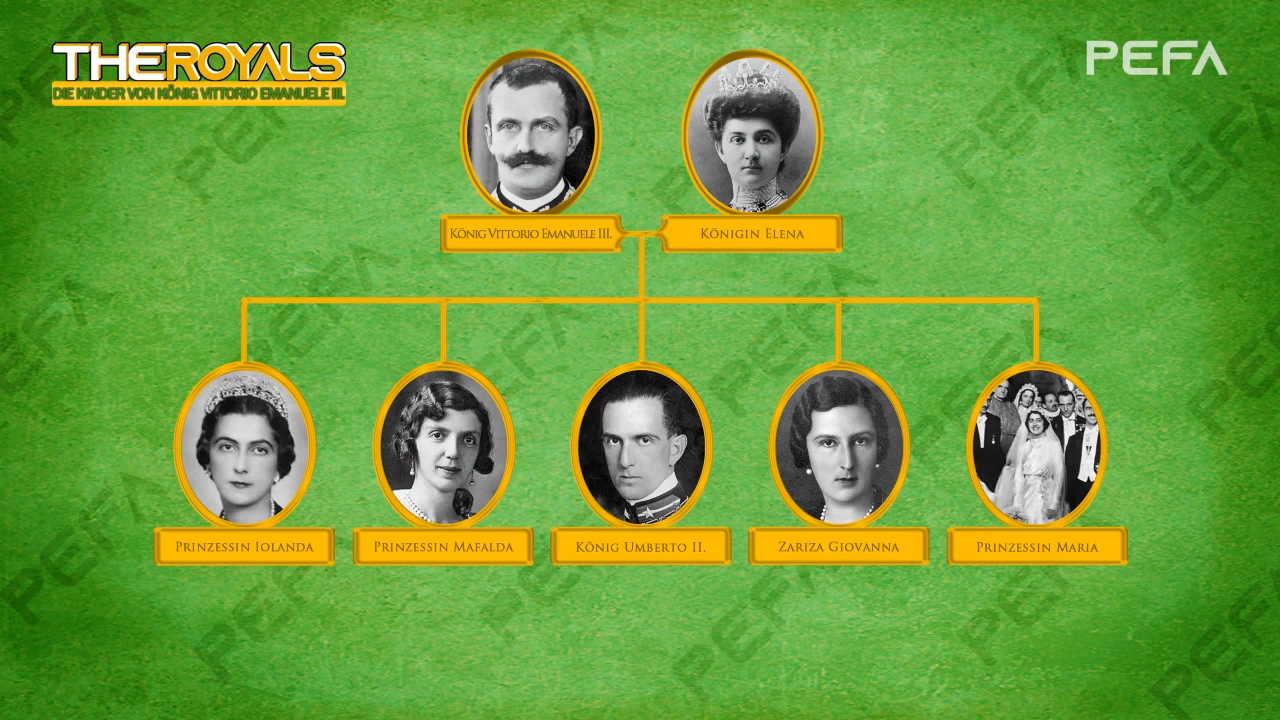 THEROYALS
DIE KINDER VON KÖNIG VITTORIO EMANUELE III.
PEFA
KÖNIG VITTORIO EMANUELE III.
KÖNIGIN ELENA
PRINZESSIN IOLANDA
PRINZESSIN MAFALDA
KÖNIG UMBERTO II.
ZARIZA GIOVANNA
PRINZESSIN MARIA